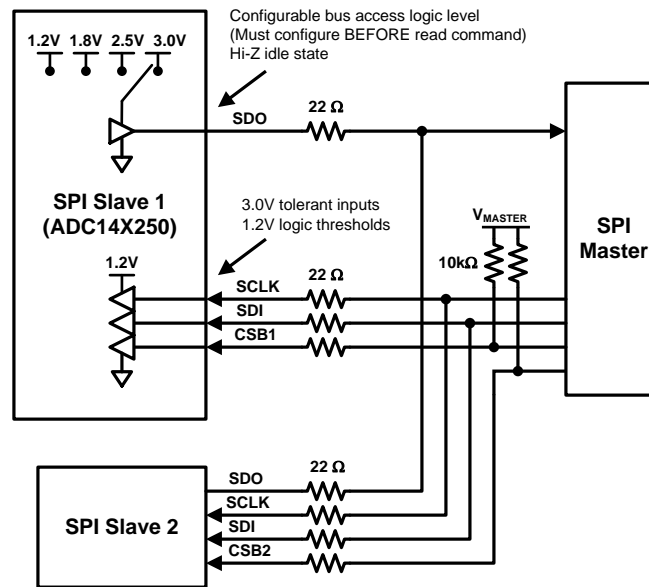 Configurable bus access logic level
(Must configure BEFORE read command)
Hi-Z idle state
1.2V 1.8V 2.5V 3.0V
SDO
22 Ω
SPI Slave 1
(ADC14X250)
3.0V tolerant inputs
1.2V logic thresholds
VMASTER
10kΩ
SPI
Master
1.2V
SCLK
22 Ω
SDI
CSB1
SPI Slave 2
SDO
22 Ω
SCLK
SDI
CSB2